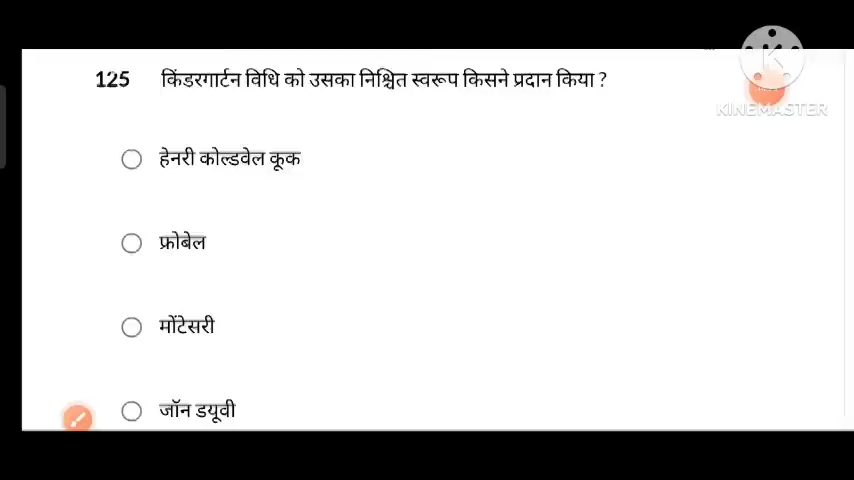 125 किंडरगार्टन विधि को उसका निश्चित स्वरूप किसने प्रदान किया ?
K
KINEMASTER
हेनरी कोल्डवेल कूक
फ्रोबेल
मोंटेसरी
जॉन डयूवी